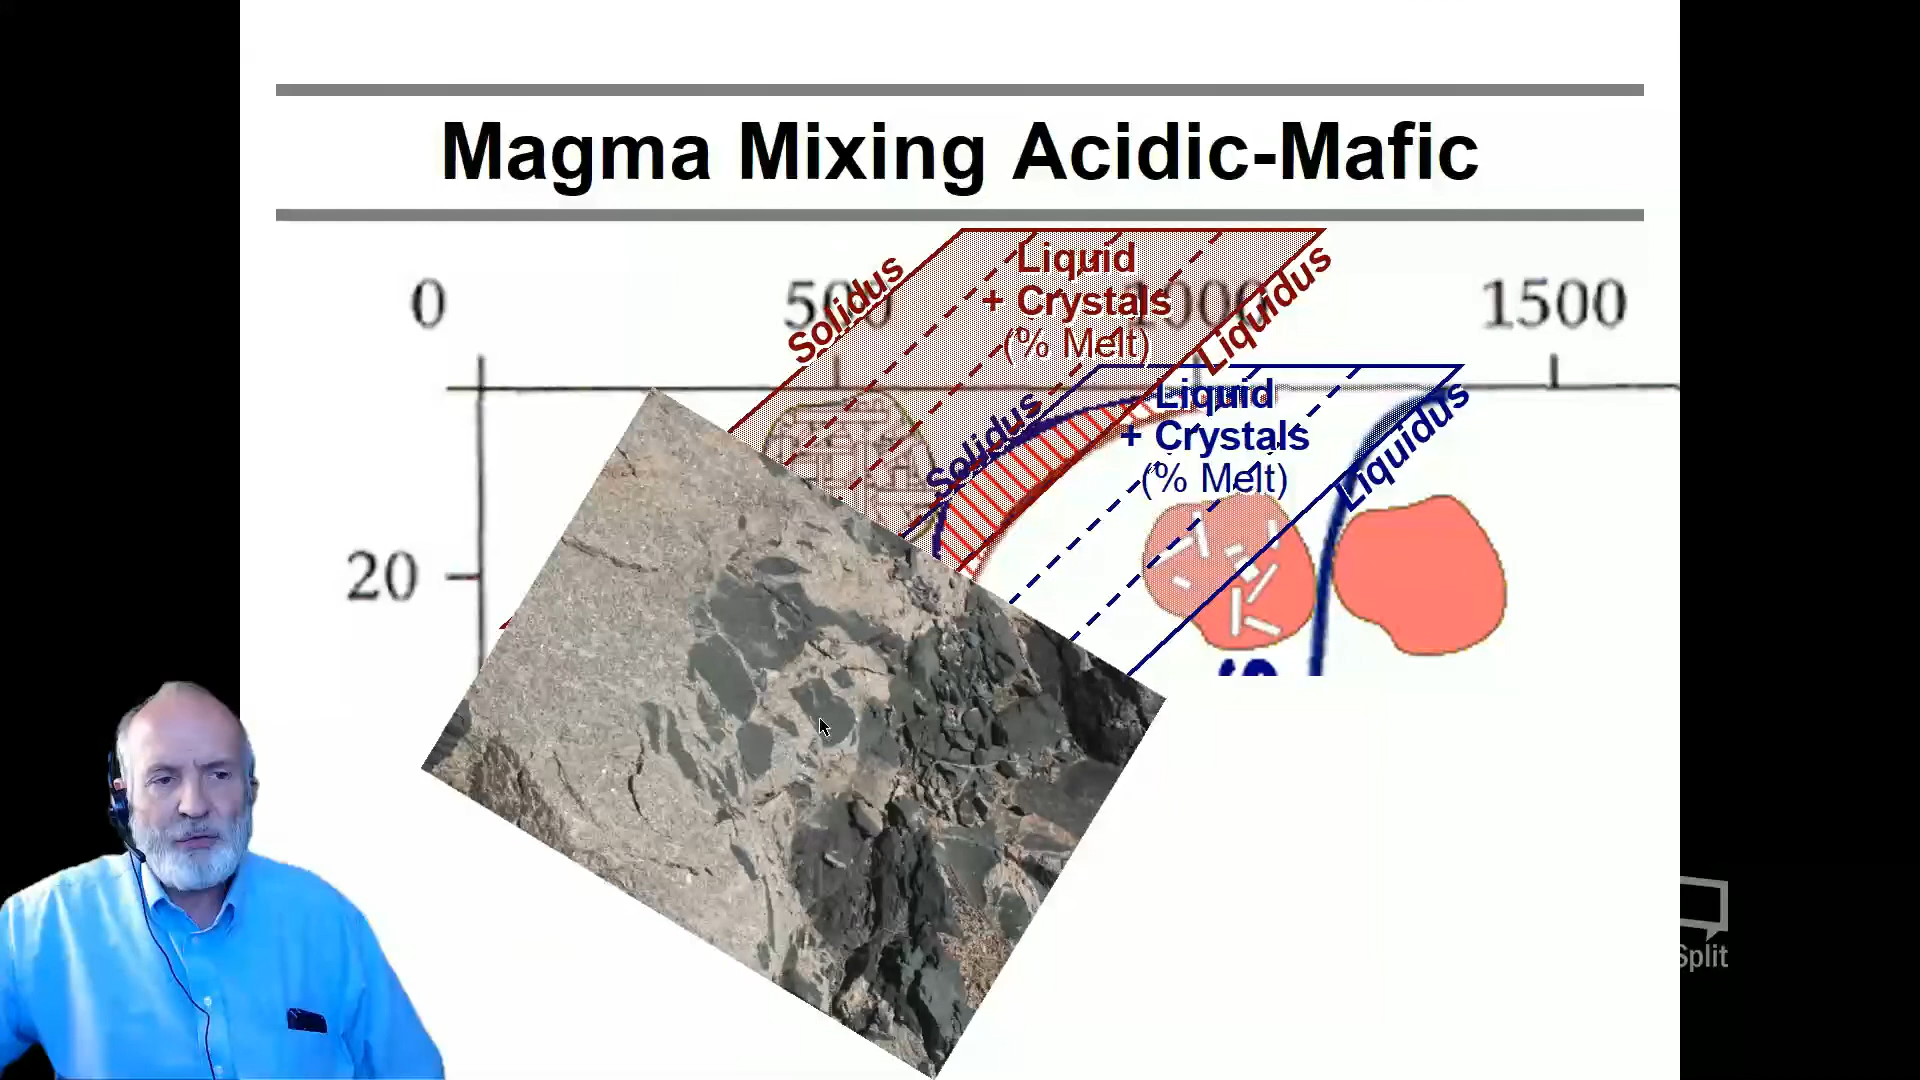 Magma Mixing Acidic-Mafic
0
500
1000
1500
Solidus
Liquid
+ Crystals
(% Melt)
Liquidus
Solidus
Liquid
+ Crystals
(% Melt)
Liquidus
20
Split